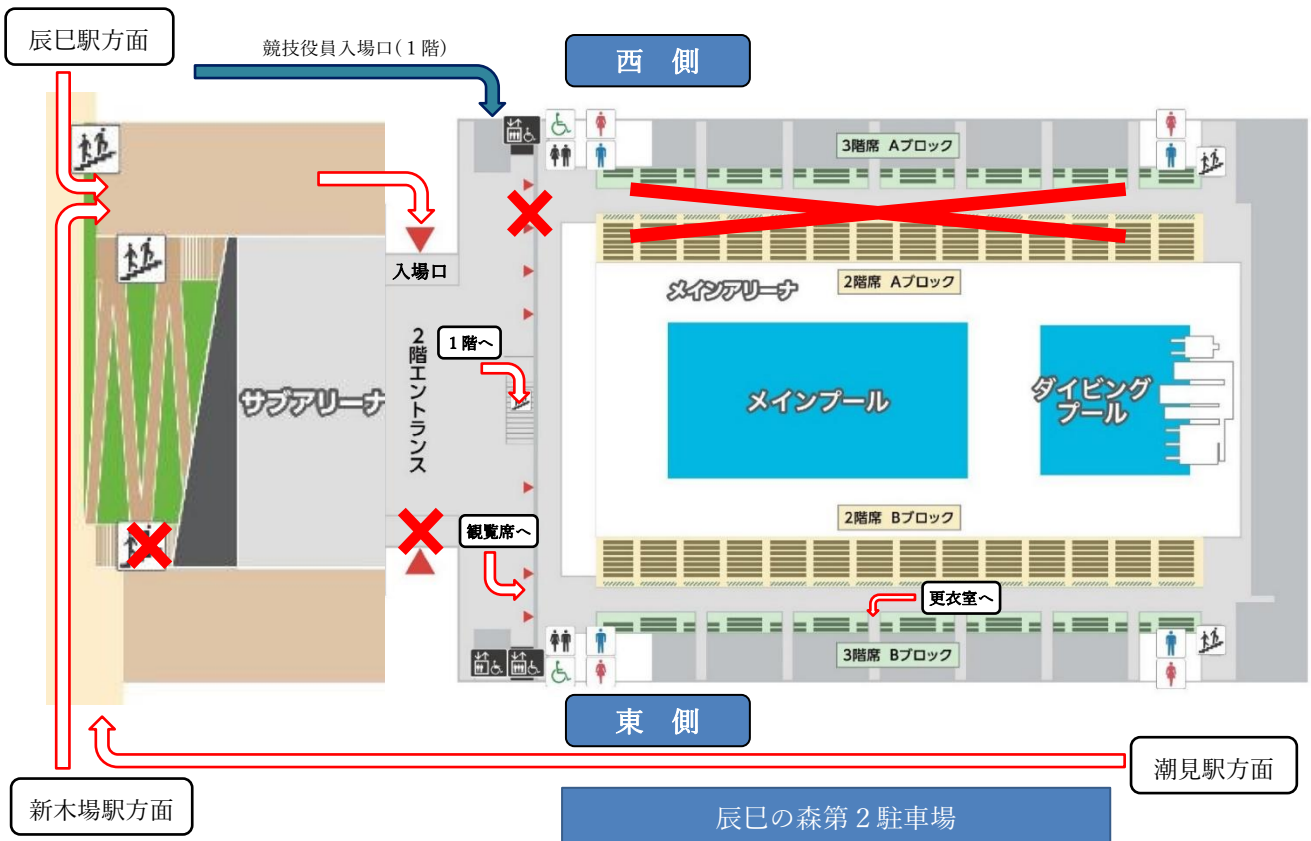 辰巳駅方面
競技役員入場口(１階)
西　側
3階席 Aブロック
入場口
2階席 Aブロック
メインアリーナ
２階エントランス
１階へ
サブアリーナ
メインプール
ダイビング
プール
2階席 Bブロック
観覧席へ
更衣室へ
3階席 Bブロック
東　側
潮見駅方面
新木場駅方面
辰巳の森第２駐車場